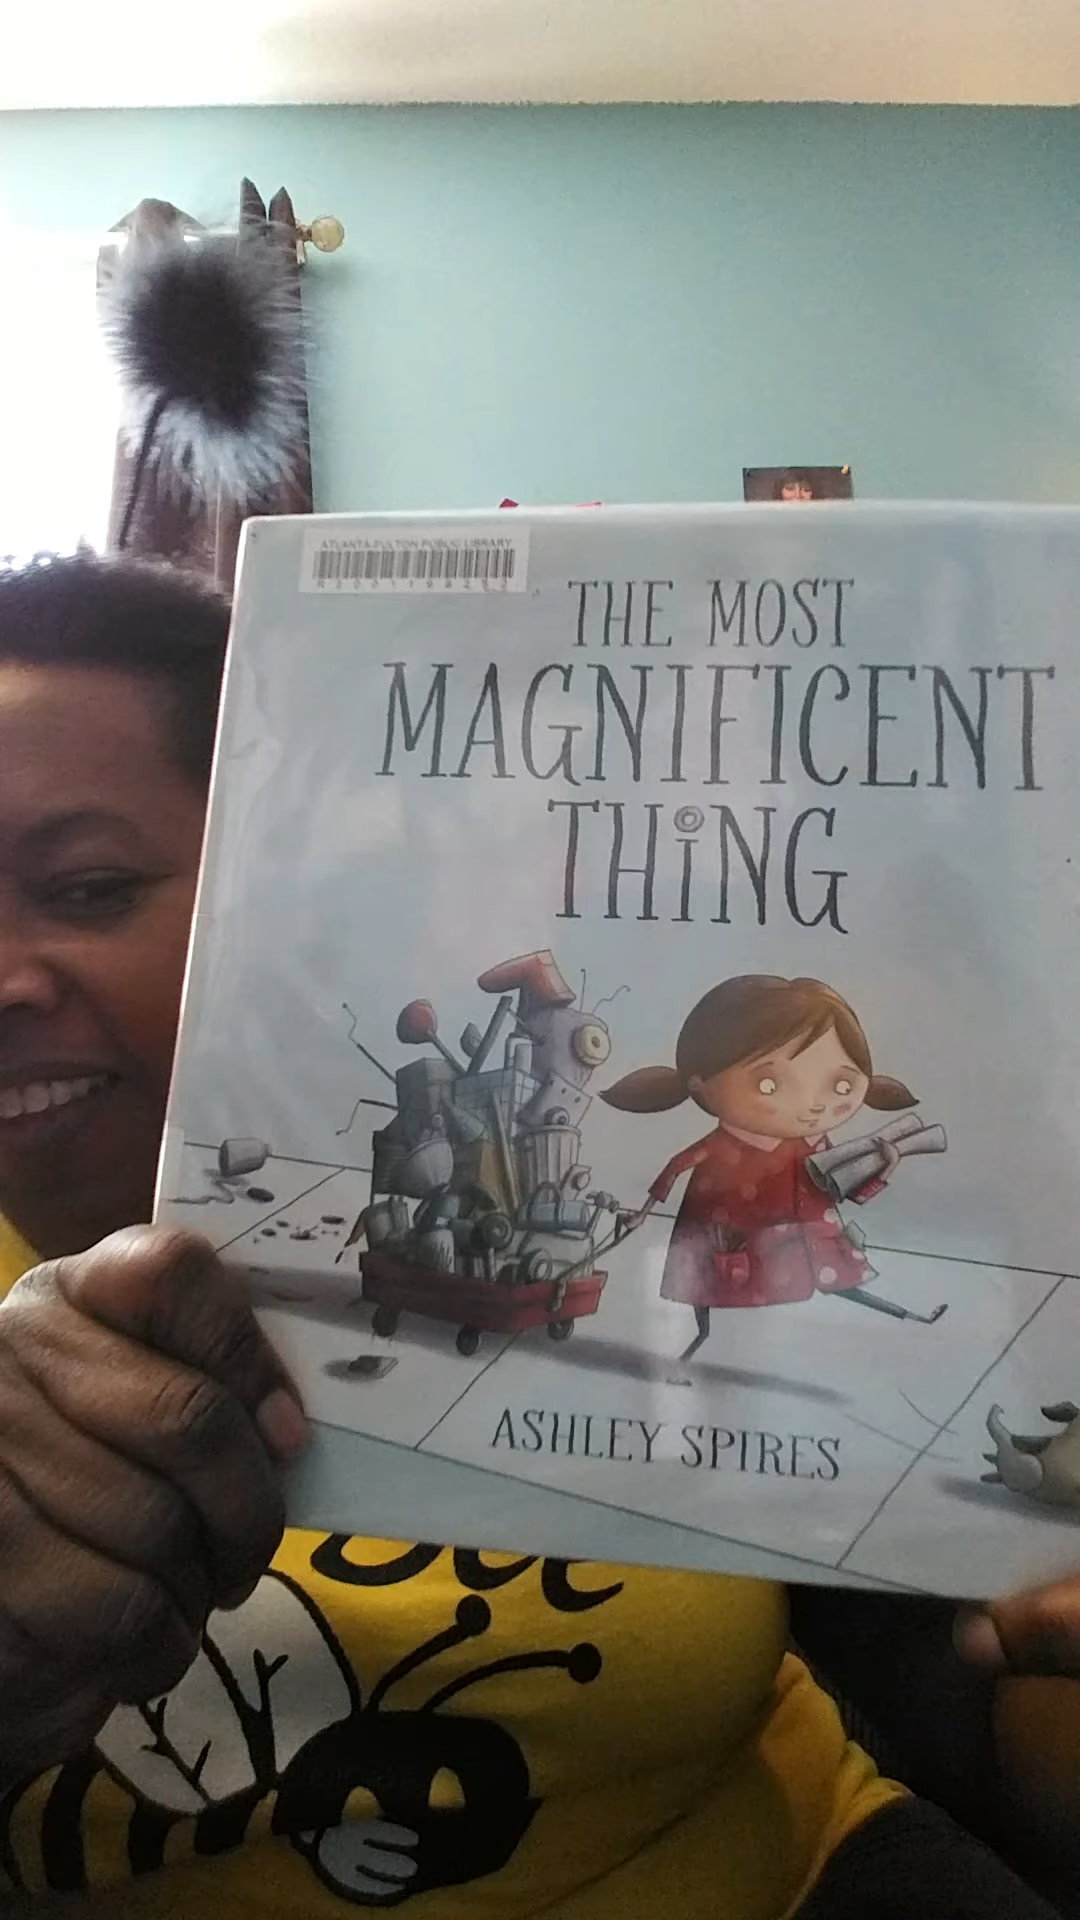 ATLANTA-FULTON PUBLIC LIBRARY
THE MOST
MAGNIFICENT
THiNG
ASHLEY SPIRES